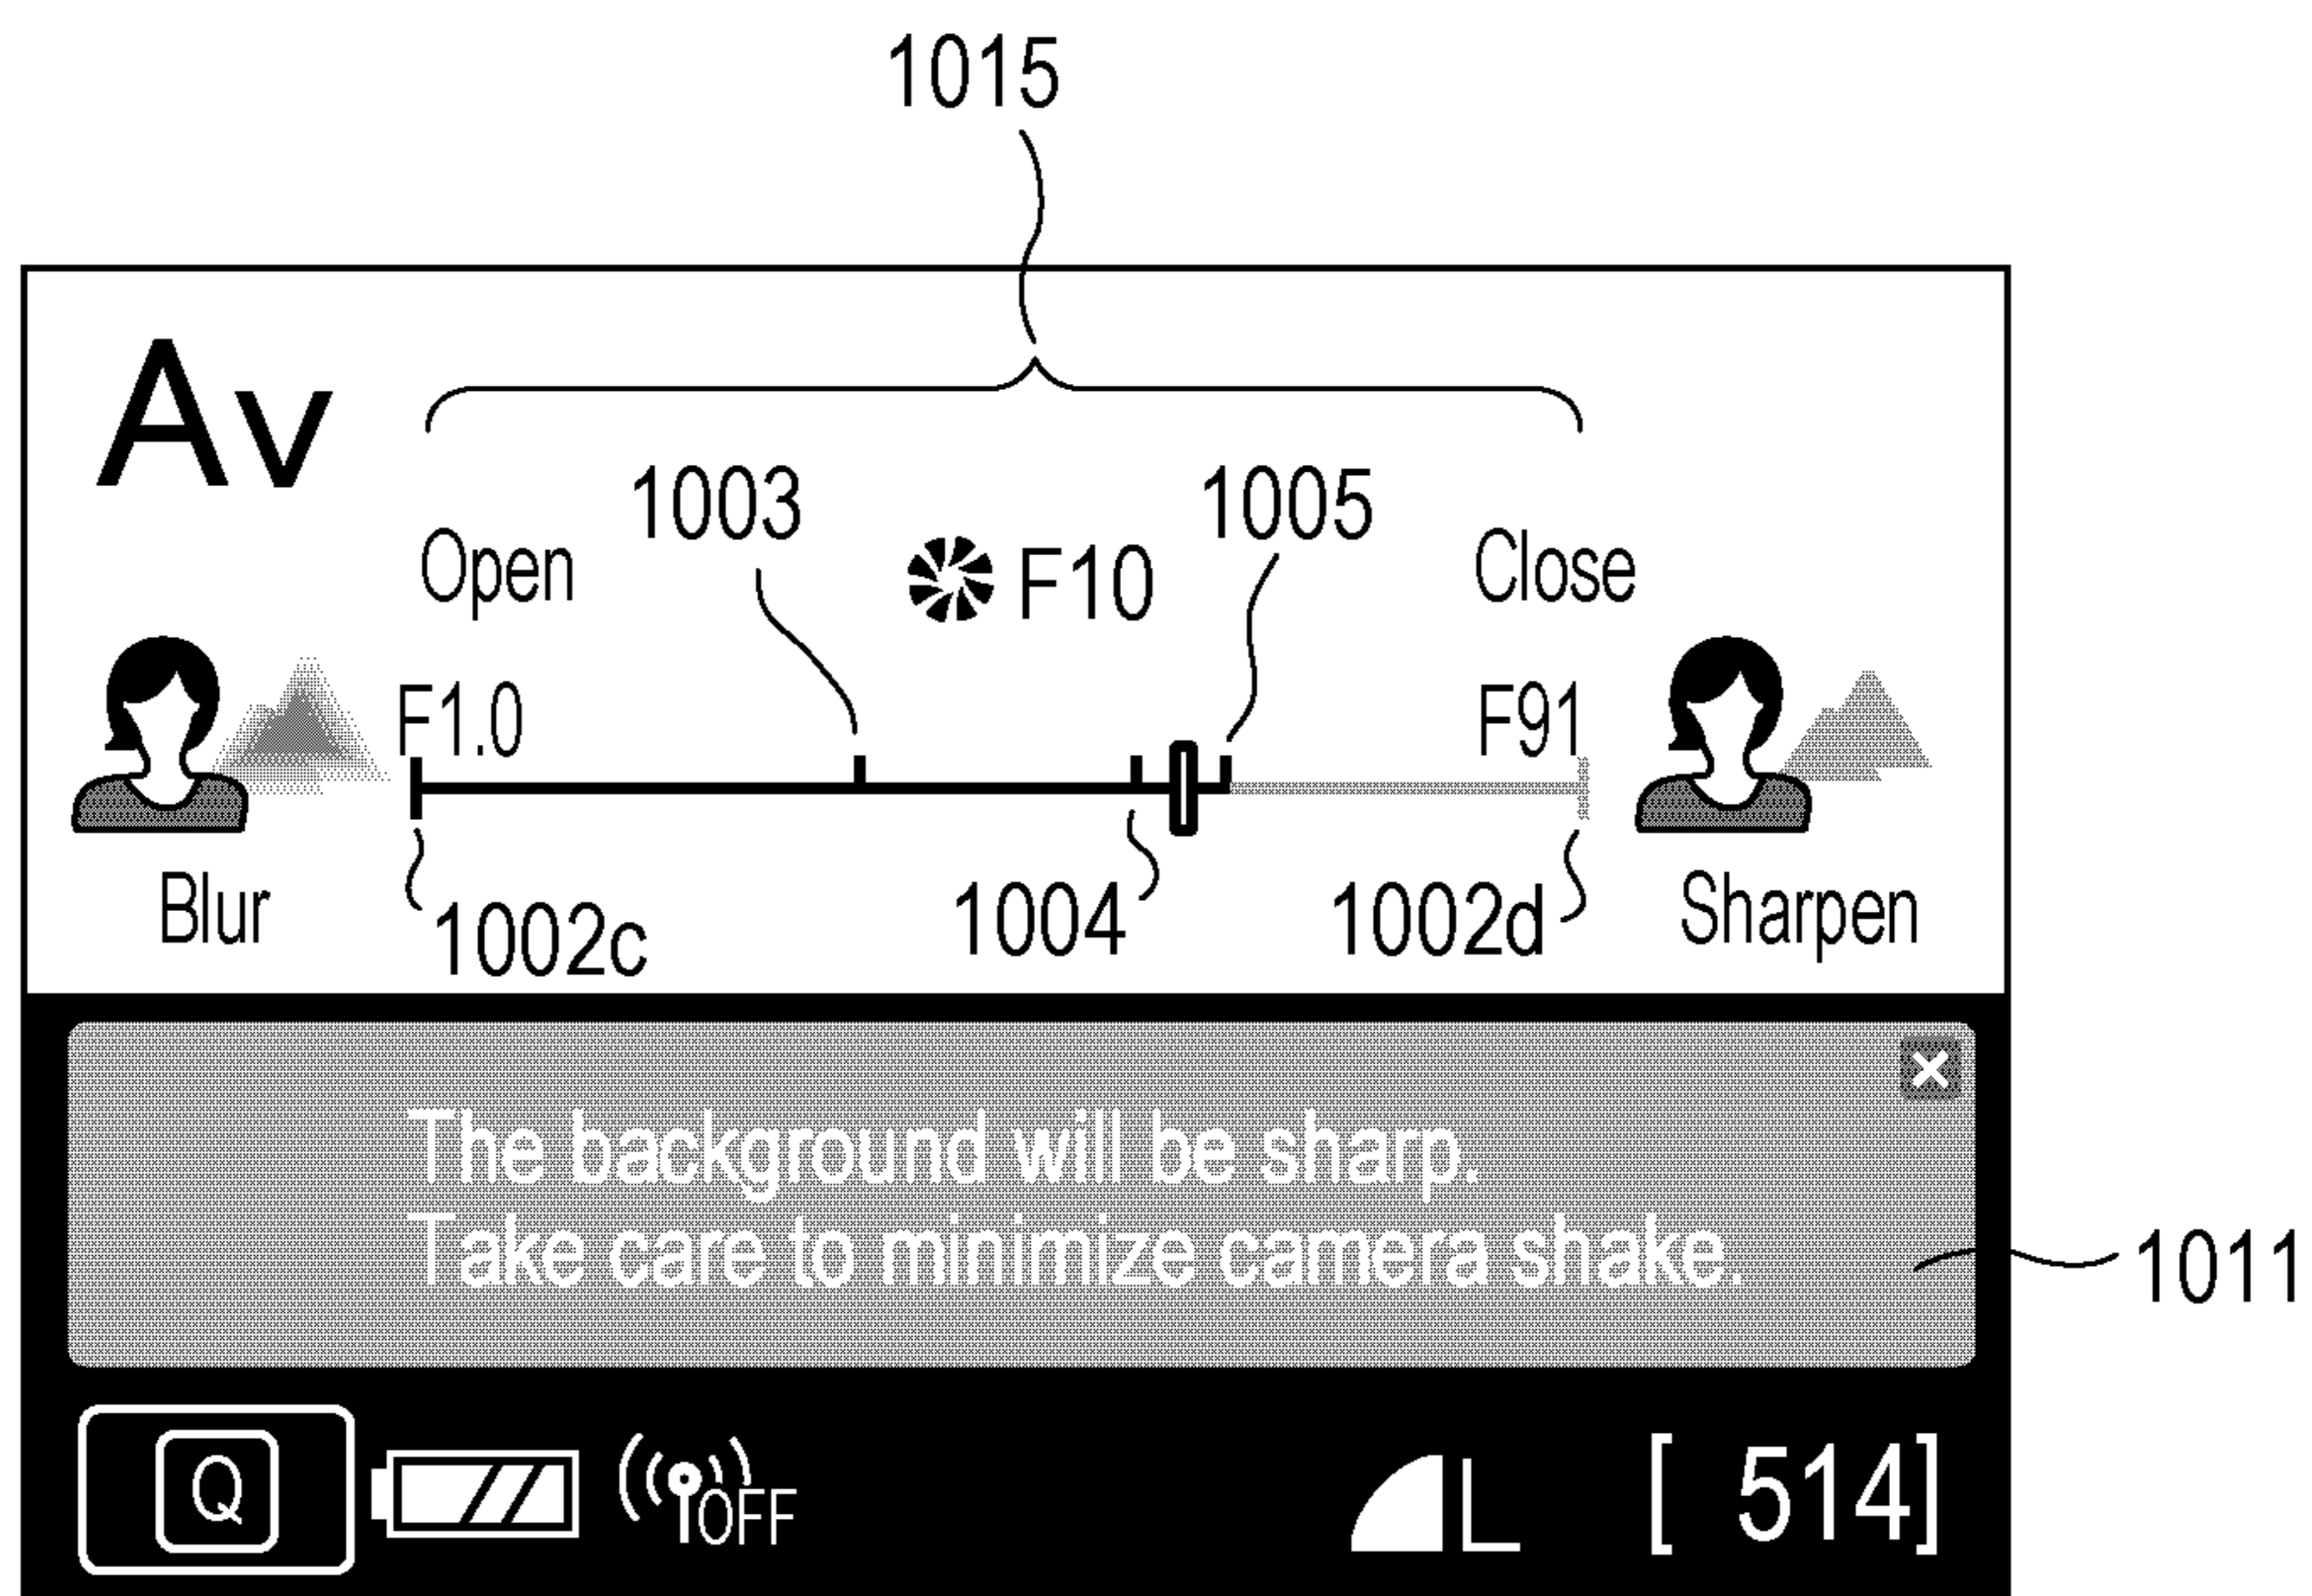 1015
Av
1003
1005
Open
F10
Close
F1.0
F91
Blur
1002c
1004
1002d
Sharpen
The background will be sharp.
Take care to minimize camera shake.
1011
Q
OFF
L
[ 514]